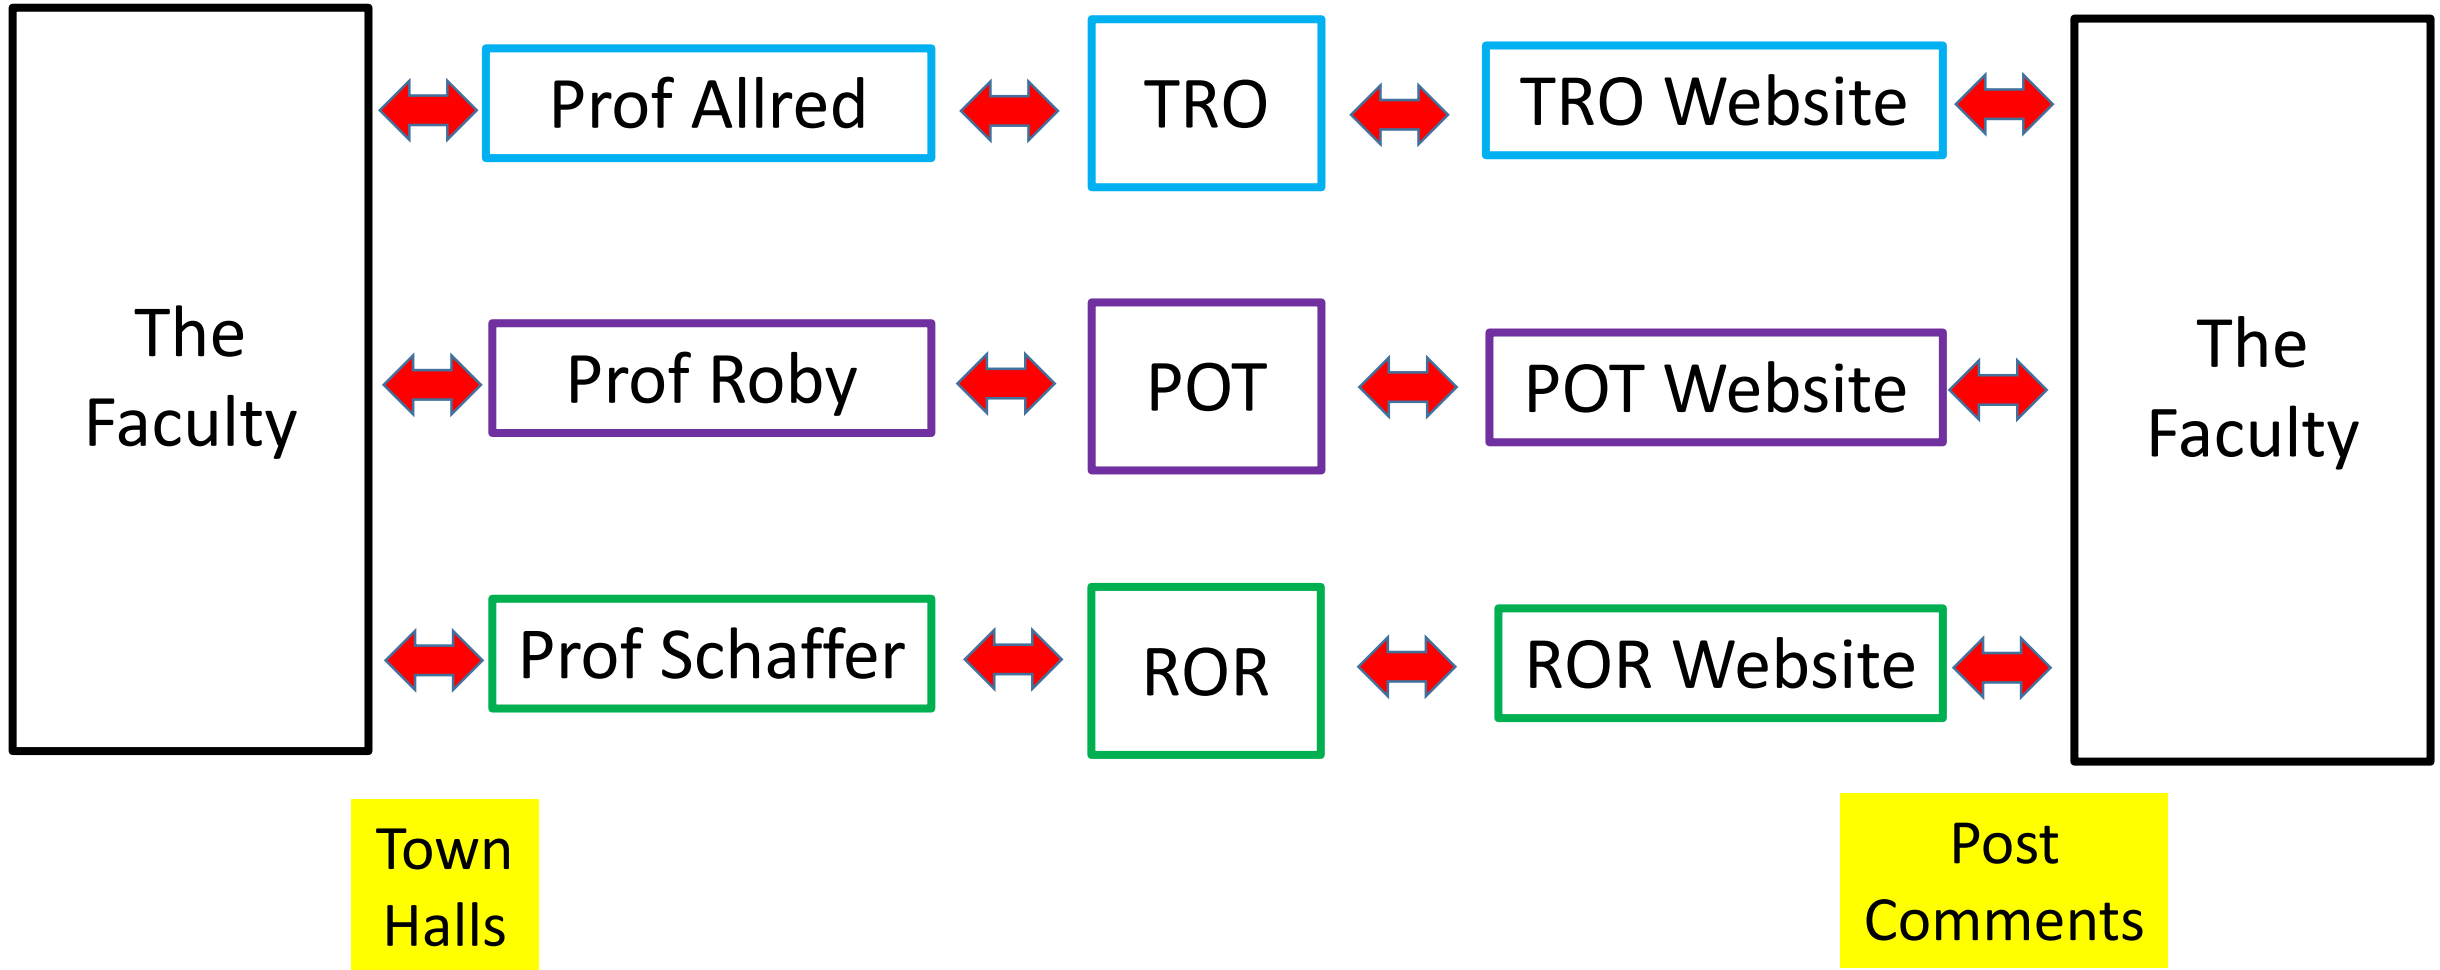 The
Faculty
Prof Allred
TRO
TRO Website
Prof Roby
POT
POT Website
Prof Schaffer
ROR
ROR Website
The
Faculty
Town
Halls
Post
Comments